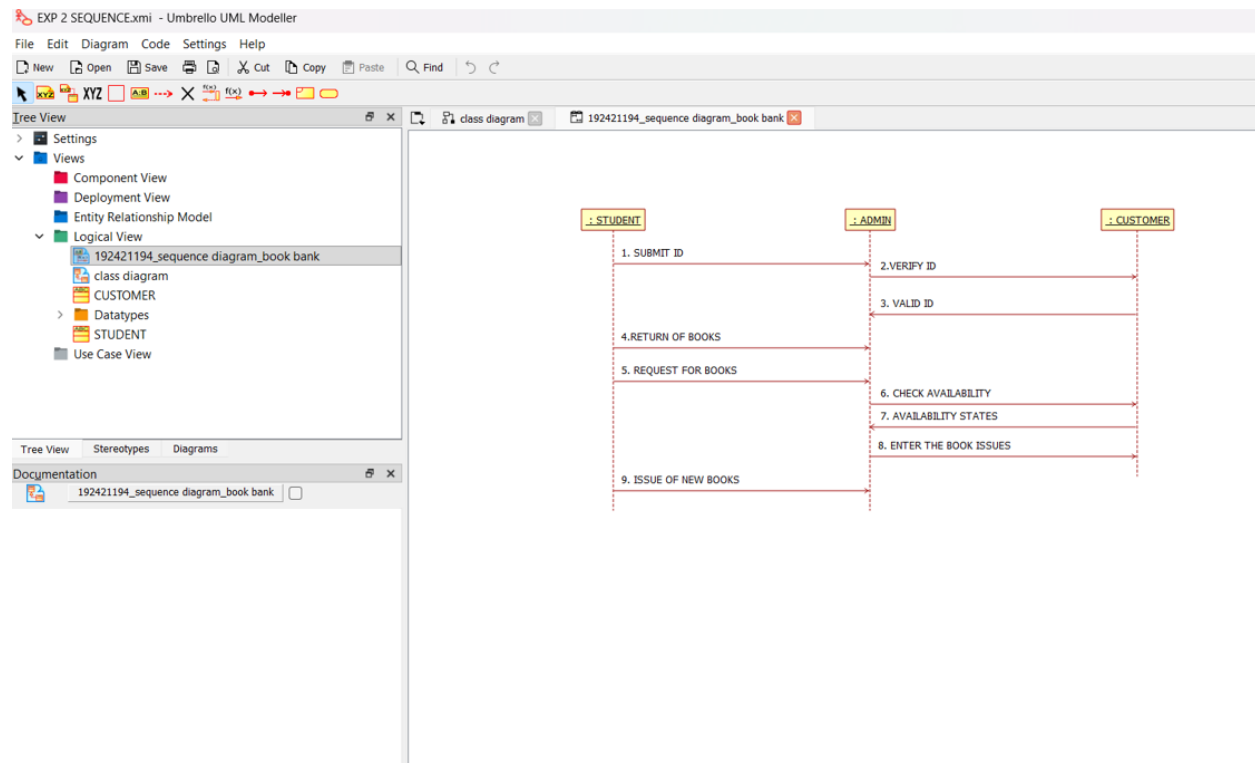 EXP 2 SEQUENCE.xmi - Umbrello UML Modeller
File Edit Diagram Code Settings Help
New Open Save Cut Copy Paste Find
XYZ XYZ A:B f(x) f(x)
Tree View
class diagram
192421194_sequence diagram_book bank
Settings
Views
Component View
Deployment View
Entity Relationship Model
Logical View
192421194_sequence diagram_book bank
class diagram
CUSTOMER
Datatypes
STUDENT
Use Case View
Tree View Stereotypes Diagrams
Documentation
192421194_sequence diagram_book bank
: STUDENT
: ADMIN
: CUSTOMER
1. SUBMIT ID
2.VERIFY ID
3. VALID ID
4.RETURN OF BOOKS
5. REQUEST FOR BOOKS
6. CHECK AVAILABILITY
7. AVAILABILITY STATES
8. ENTER THE BOOK ISSUES
9. ISSUE OF NEW BOOKS